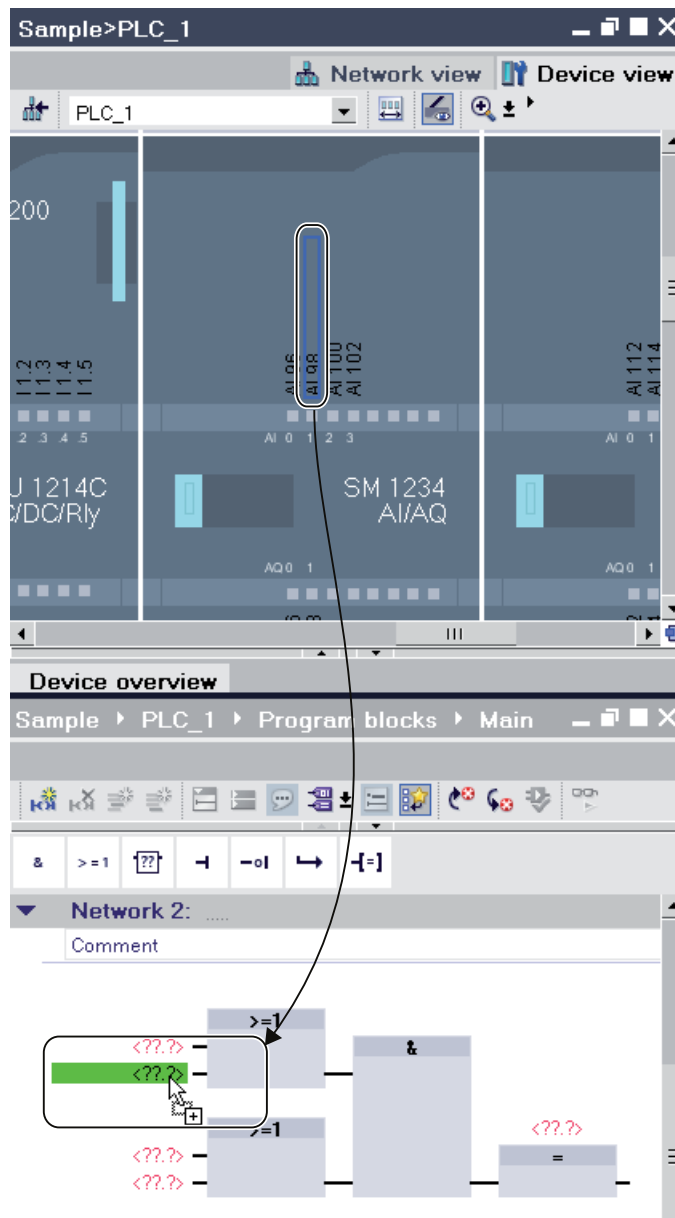 Sample>PLC_1
Network view Device view
PLC_1
200
I1.2
I1.3
I1.4
I1.5
AI 96
AI 98
AI 100
AI 102
AI 112
AI 114
.2 .3 .4 .5
AI 0 1 2 3
AI 0 1
U 1214C
C/DC/Rly
SM 1234
AI/AQ
AQ 0 1
AQ 0 1
Device overview
Sample PLC_1 Program blocks Main
& >=1 ?? [=]
Network 2: .....
Comment
>=1
<??.?>
&
<??.?>
>=1
<??.?>
<??.?>
=
<??.?>